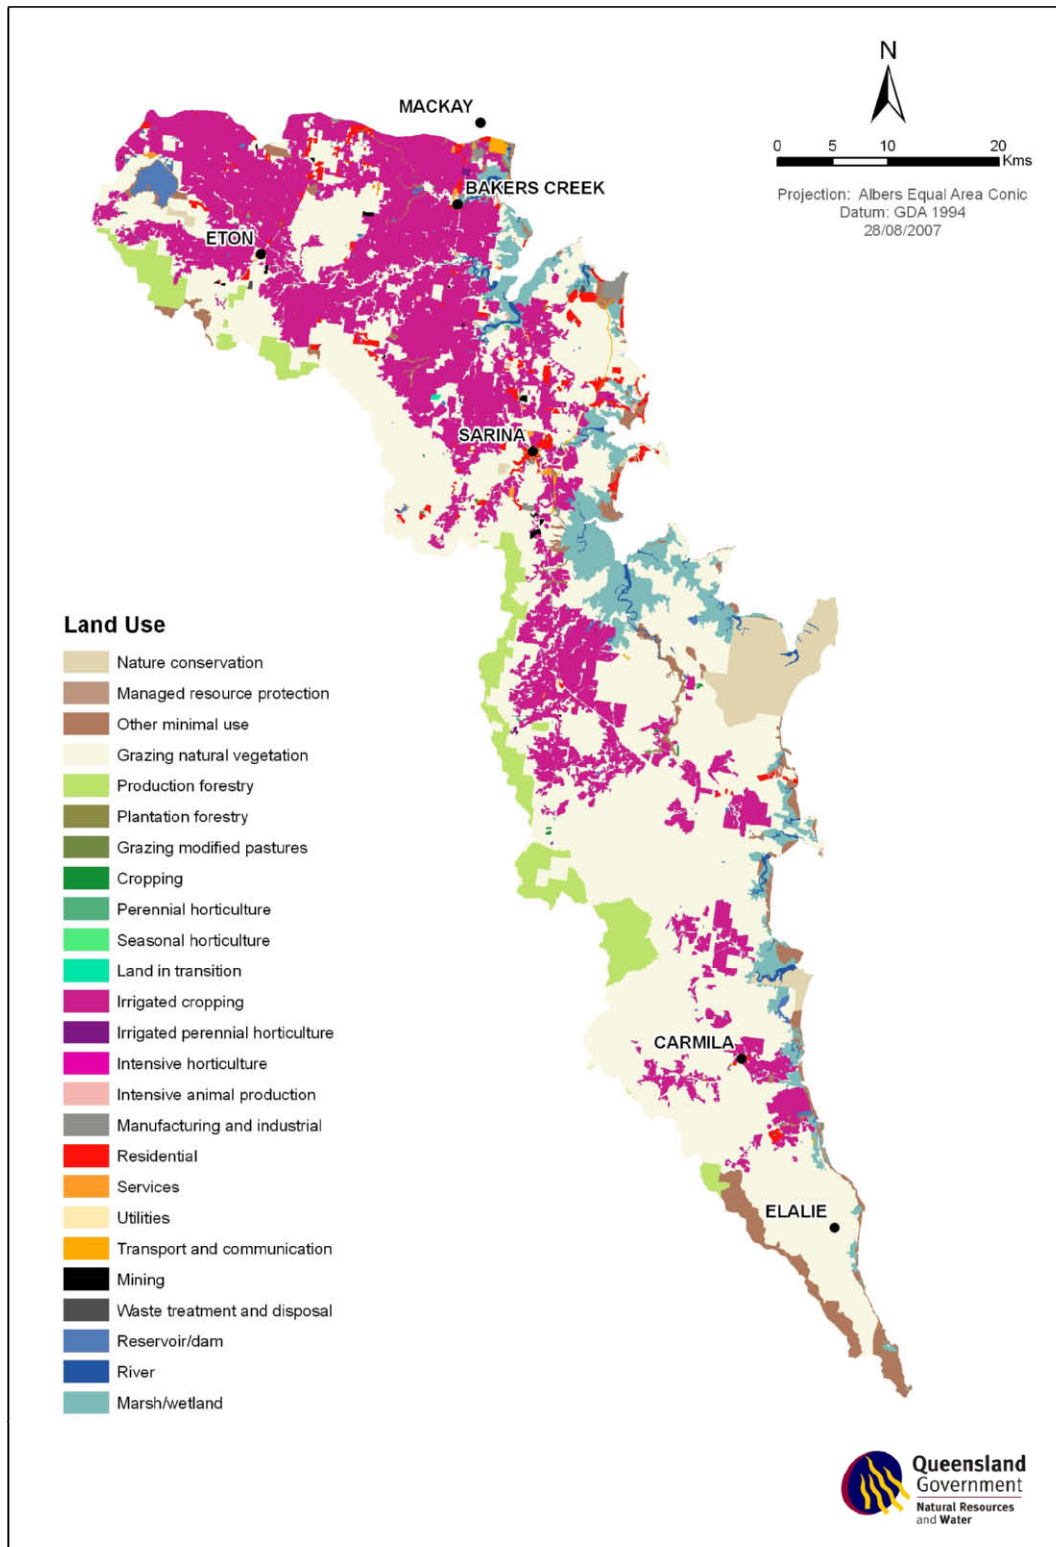 N
MACKAY
0 5 10 20
Kms
BAKERS CREEK
Projection: Albers Equal Area Conic
Datum: GDA 1994
28/08/2007
ETON
SARINA
Land Use
Nature conservation
Managed resource protection
Other minimal use
Grazing natural vegetation
Production forestry
Plantation forestry
Grazing modified pastures
Cropping
Perennial horticulture
Seasonal horticulture
Land in transition
Irrigated cropping
Irrigated perennial horticulture
Intensive horticulture
Intensive animal production
Manufacturing and industrial
Residential
Services
Utilities
Transport and communication
Mining
Waste treatment and disposal
Reservoir/dam
River
Marsh/wetland
CARMILA
ELALIE
Queensland
Government
Natural Resources
and Water